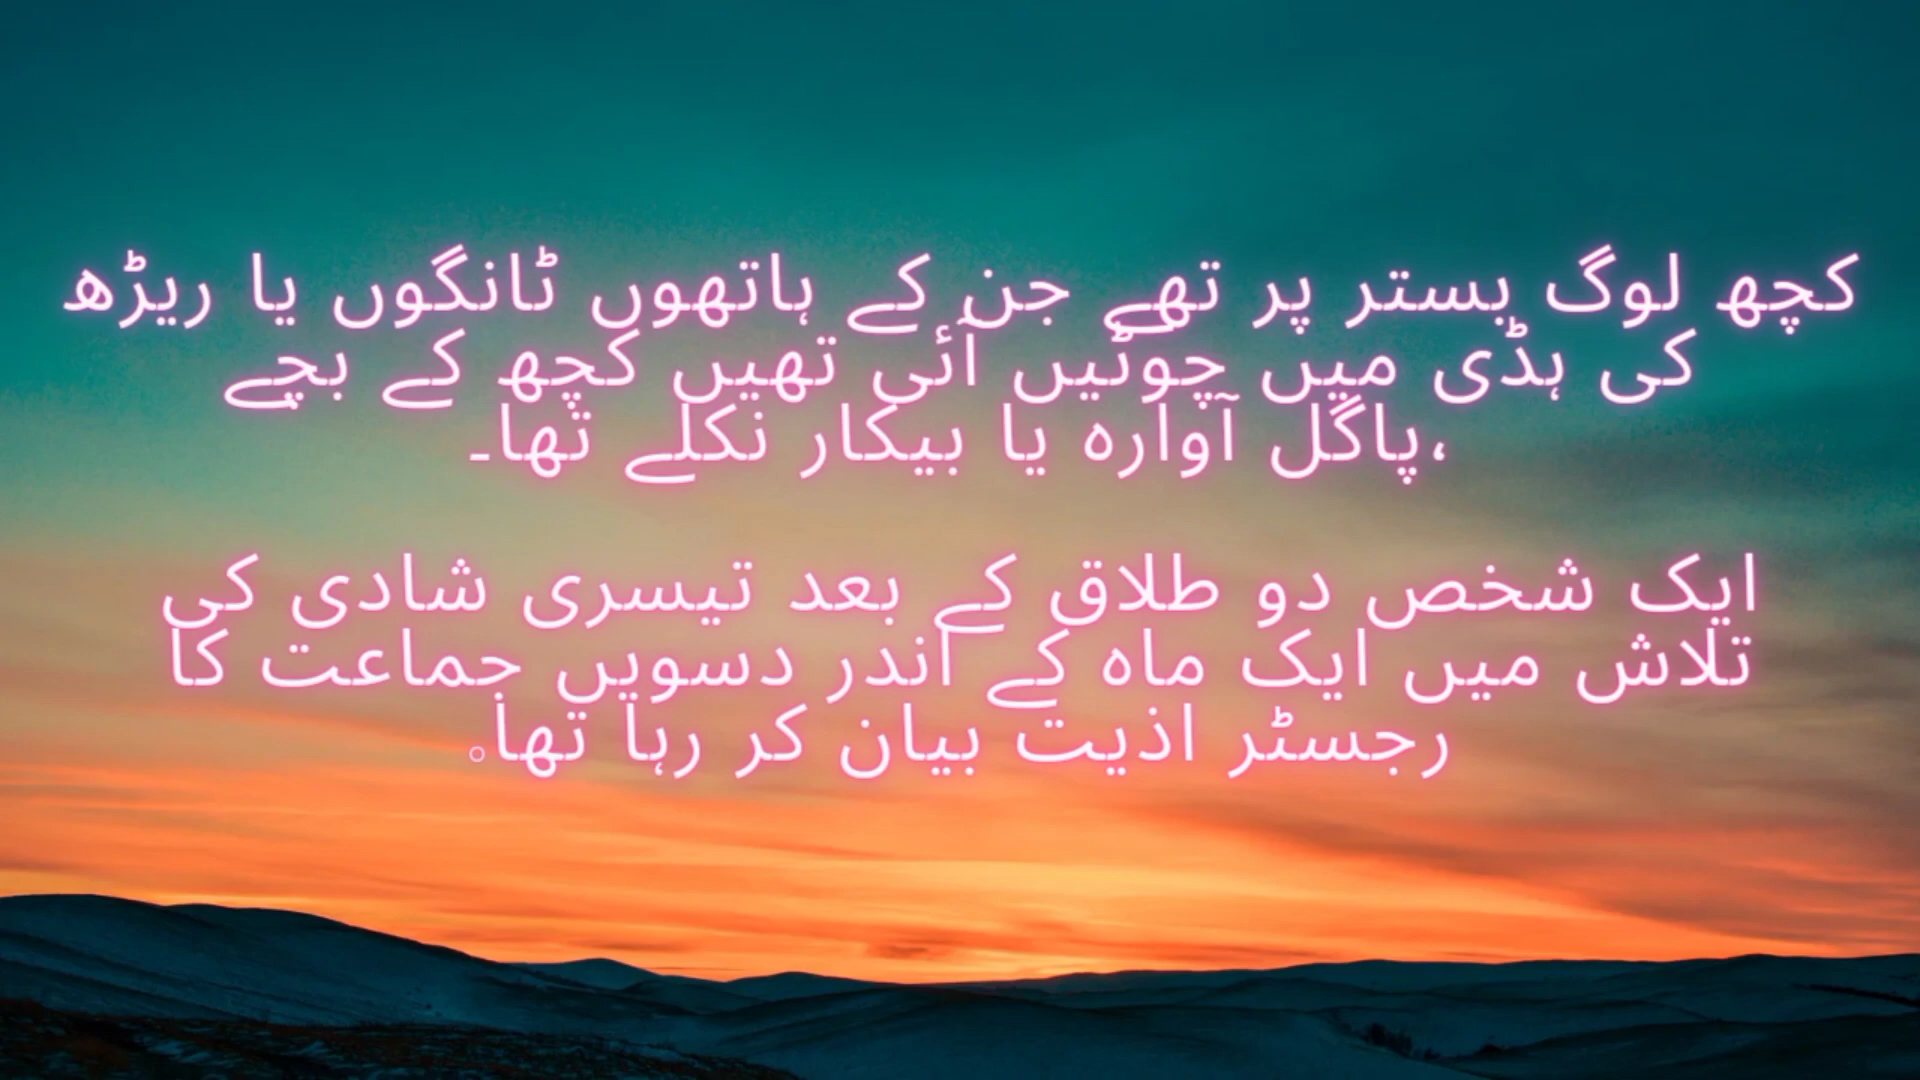 کچھ لوگ بستر پر تھے جن کے ہاتھوں ٹانگوں یا ریڑھ
کی ہڈی میں چوٹیں آئی تھیں کچھ کے بچے
،پاگل آوارہ یا بیکار نکلے تھا۔
ایک شخص دو طلاق کے بعد تیسری شادی کی
تلاش میں ایک ماہ کے اندر دسویں جماعت کا
رجسٹر اذیت بیان کر رہا تھا۔